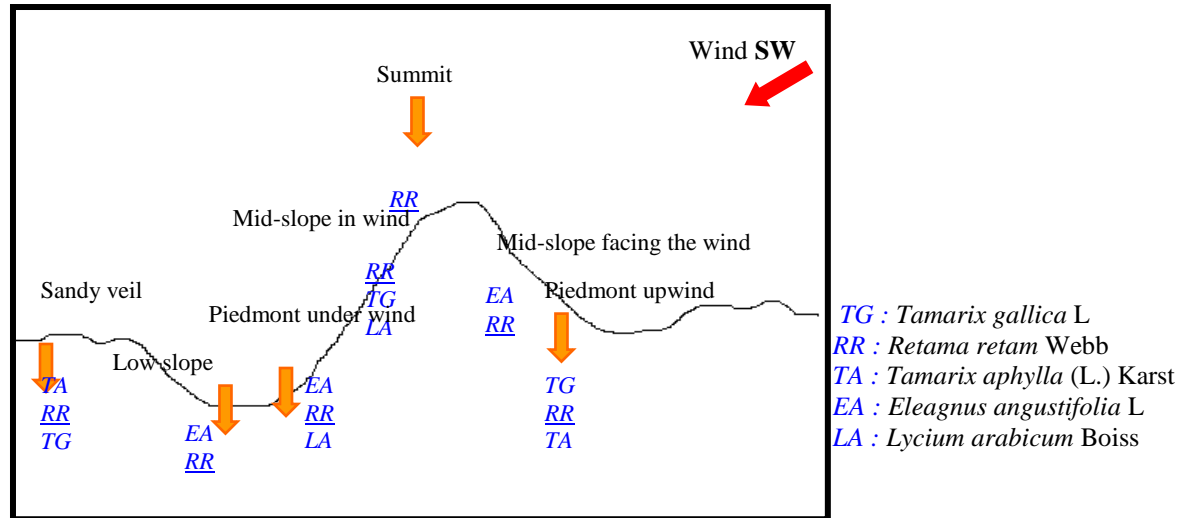 Wind SW
Summit
RR
Mid-slope in wind
Mid-slope facing the wind
RR
TG
LA
EA
RR
Sandy veil
Piedmont under wind
Piedmont upwind
Low slope
TA
RR
TG
EA
RR
EA
RR
LA
TG
RR
TA
TG : Tamarix gallica L
RR : Retama retam Webb
TA : Tamarix aphylla (L.) Karst
EA : Eleagnus angustifolia L
LA : Lycium arabicum Boiss